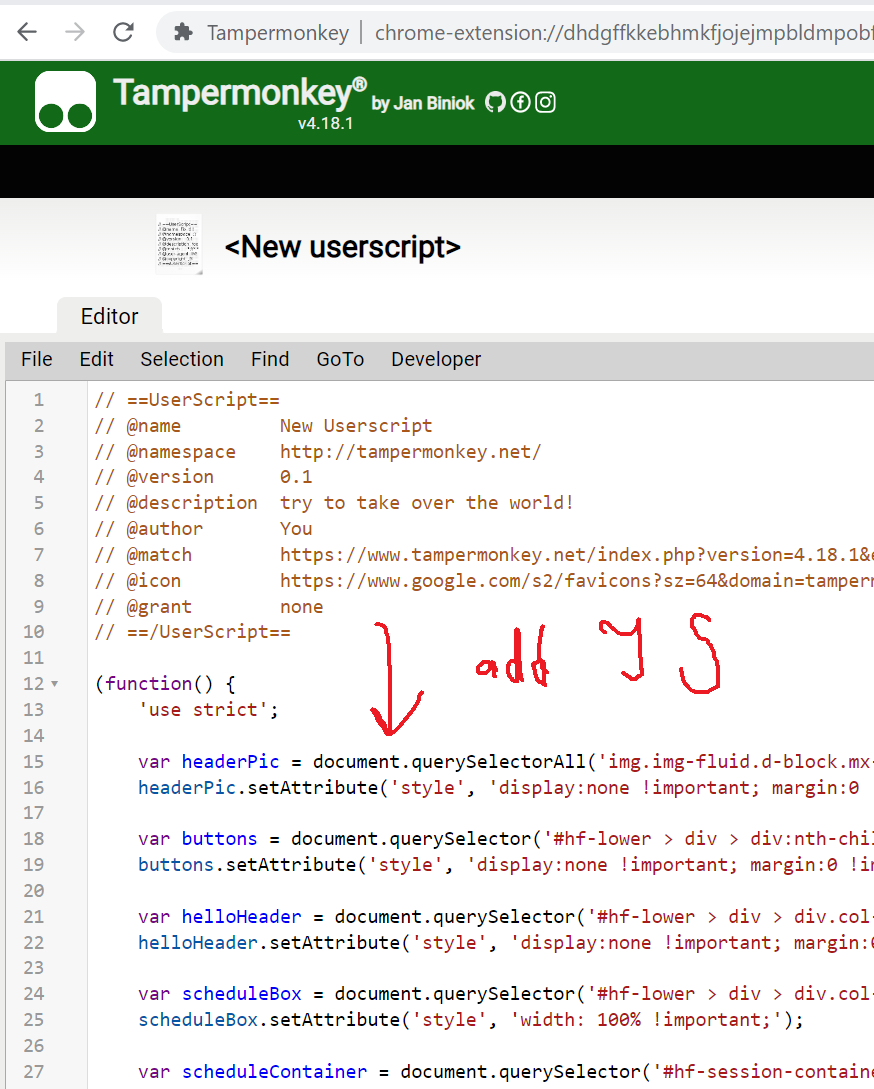 Tampermonkey | chrome-extension://dhdgffkkebhmkfjojejmpbldmpobf
Tampermonkey® by Jan Biniok
v4.18.1
<New userscript>
Editor
File Edit Selection Find GoTo Developer
1 // ==UserScript==
2 // @name New Userscript
3 // @namespace http://tampermonkey.net/
4 // @version 0.1
5 // @description try to take over the world!
6 // @author You
7 // @match https://www.tampermonkey.net/index.php?version=4.18.1&e
8 // @icon https://www.google.com/s2/favicons?sz=64&domain=tamper
9 // @grant none
10 // ==/UserScript==
add JS
11
12 (function() {
13 'use strict';
14
15 var headerPic = document.querySelectorAll('img.img-fluid.d-block.mx-
16 headerPic.setAttribute('style', 'display:none !important; margin:0
17
18 var buttons = document.querySelector('#hf-lower > div > div:nth-chil
19 buttons.setAttribute('style', 'display:none !important; margin:0 !i
20
21 var helloHeader = document.querySelector('#hf-lower > div > div.col-
22 helloHeader.setAttribute('style', 'display:none !important; margin:0
23
24 var scheduleBox = document.querySelector('#hf-lower > div > div.col-
25 scheduleBox.setAttribute('style', 'width: 100% !important;');
26
27 var scheduleContainer = document.querySelector('#hf-session-containe